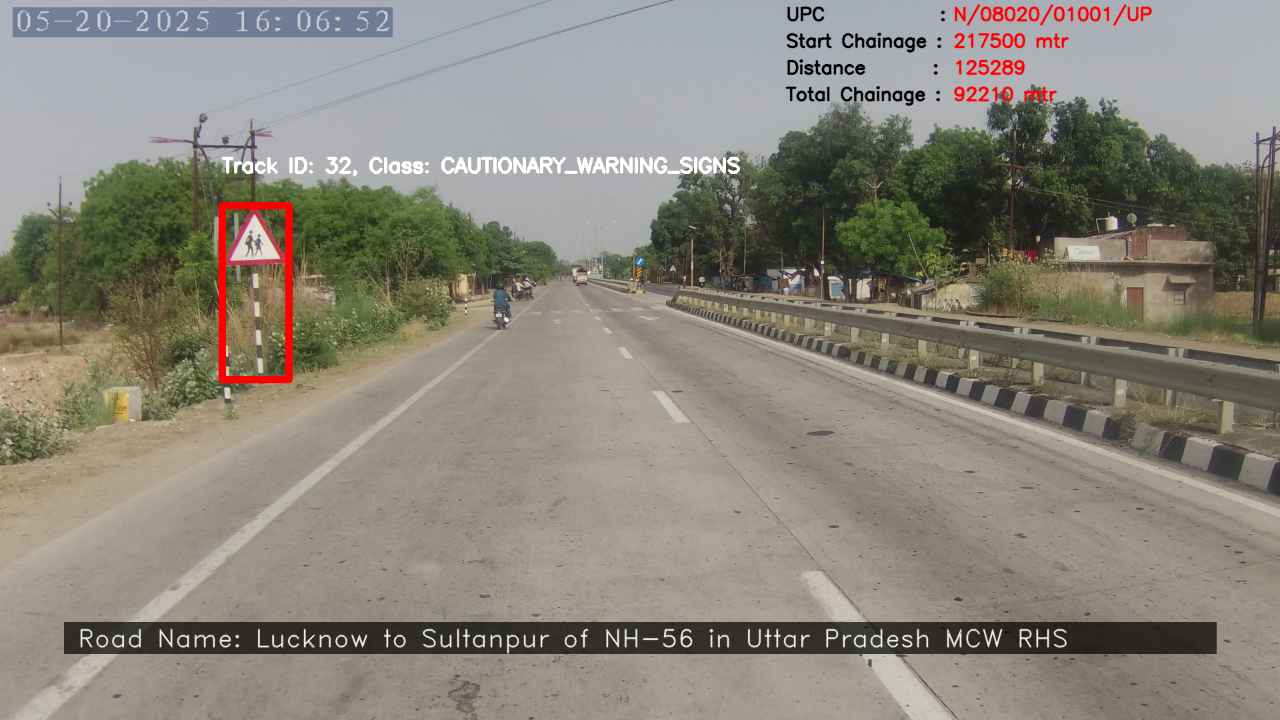 05-20-2025 16:06:52
UPC : N/08020/01001/UP
Start Chainage : 217500 mtr
Distance : 125289
Total Chainage : 92210 mtr
Track ID: 32, Class: CAUTIONARY_WARNING_SIGNS
Road Name: Lucknow to Sultanpur of NH-56 in Uttar Pradesh MCW RHS